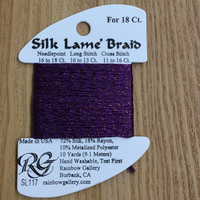 For 18 Ct.
Silk Lame' Braid
Needlepoint Long Stitch Cross Stitch
16 to 18 Ct. 16 to 13 Ct. 11 to 16 Ct.
Made in USA
72% Silk, 18% Rayon,
10% Metalized Polyester
10 Yards (9.1 Meters)
Hand Washable, Test First
Rainbow Gallery
Burbank, CA
rainbowgallery.com
RG
SL117